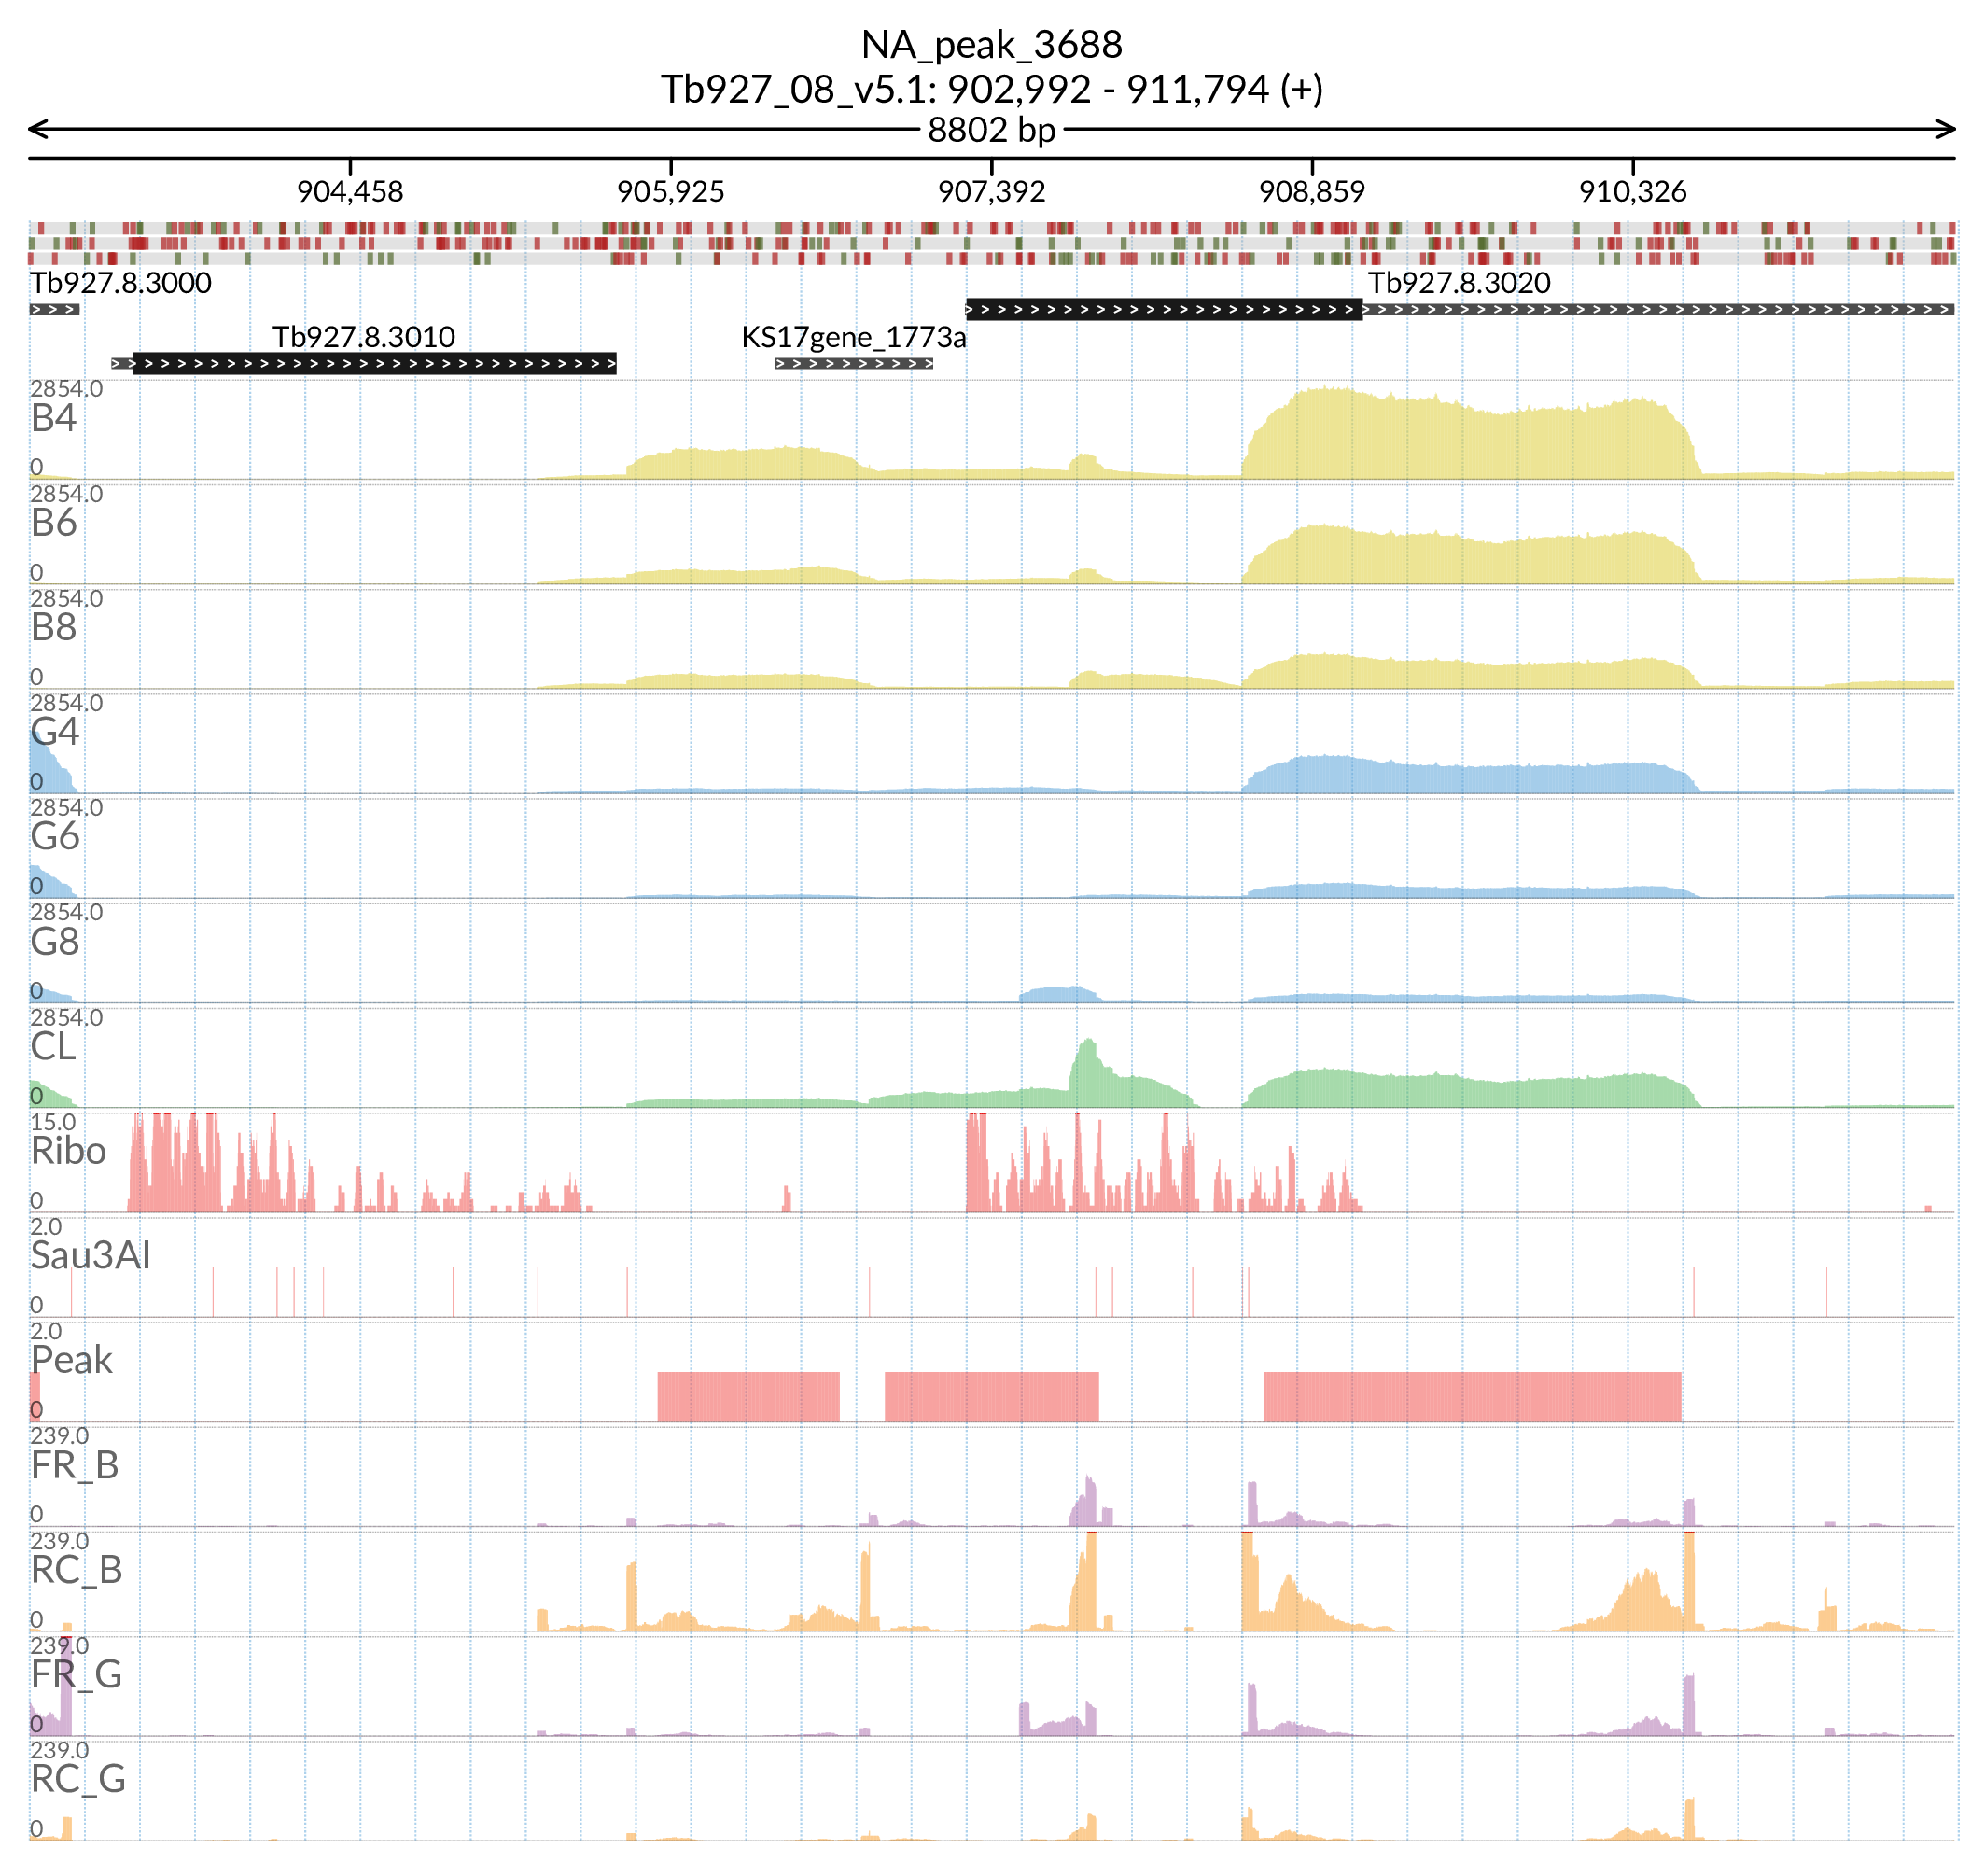 NA_peak_3688
Tb927_08_v5.1: 902,992 - 911,794 (+)
8802 bp
904,458 905,925 907,392 908,859 910,326
Tb927.8.3000 Tb927.8.3020
Tb927.8.3010 KS17gene_1773a
2854.0
B4
0
2854.0
B6
0
2854.0
B8
0
2854.0
G4
0
2854.0
G6
0
2854.0
G8
0
2854.0
CL
0
15.0
Ribo
0
2.0
Sau3AI
0
2.0
Peak
0
239.0
FR_B
0
239.0
RC_B
0
239.0
FR_G
0
239.0
RC_G
0